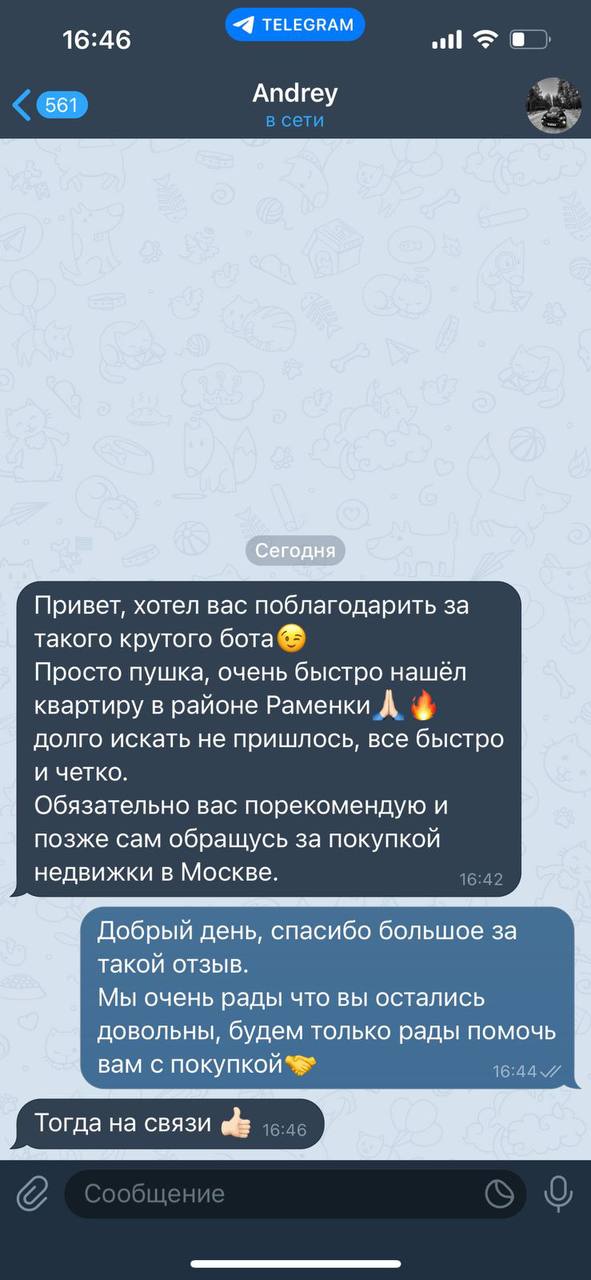 16:46
TELEGRAM
561
Andrey
в сети
Сегодня
Привет, хотел вас поблагодарить за
такого крутого бота😉
Просто пушка, очень быстро нашёл
квартиру в районе Раменки🙏🏻🔥
долго искать не пришлось, все быстро
и четко.
Обязательно вас порекомендую и
позже сам обращусь за покупкой
недвижки в Москве.
16:42
Добрый день, спасибо большое за
такой отзыв.
Мы очень рады что вы остались
довольны, будем только рады помочь
вам с покупкой🤝
16:44
Тогда на связи 👍🏻
16:46
Сообщение